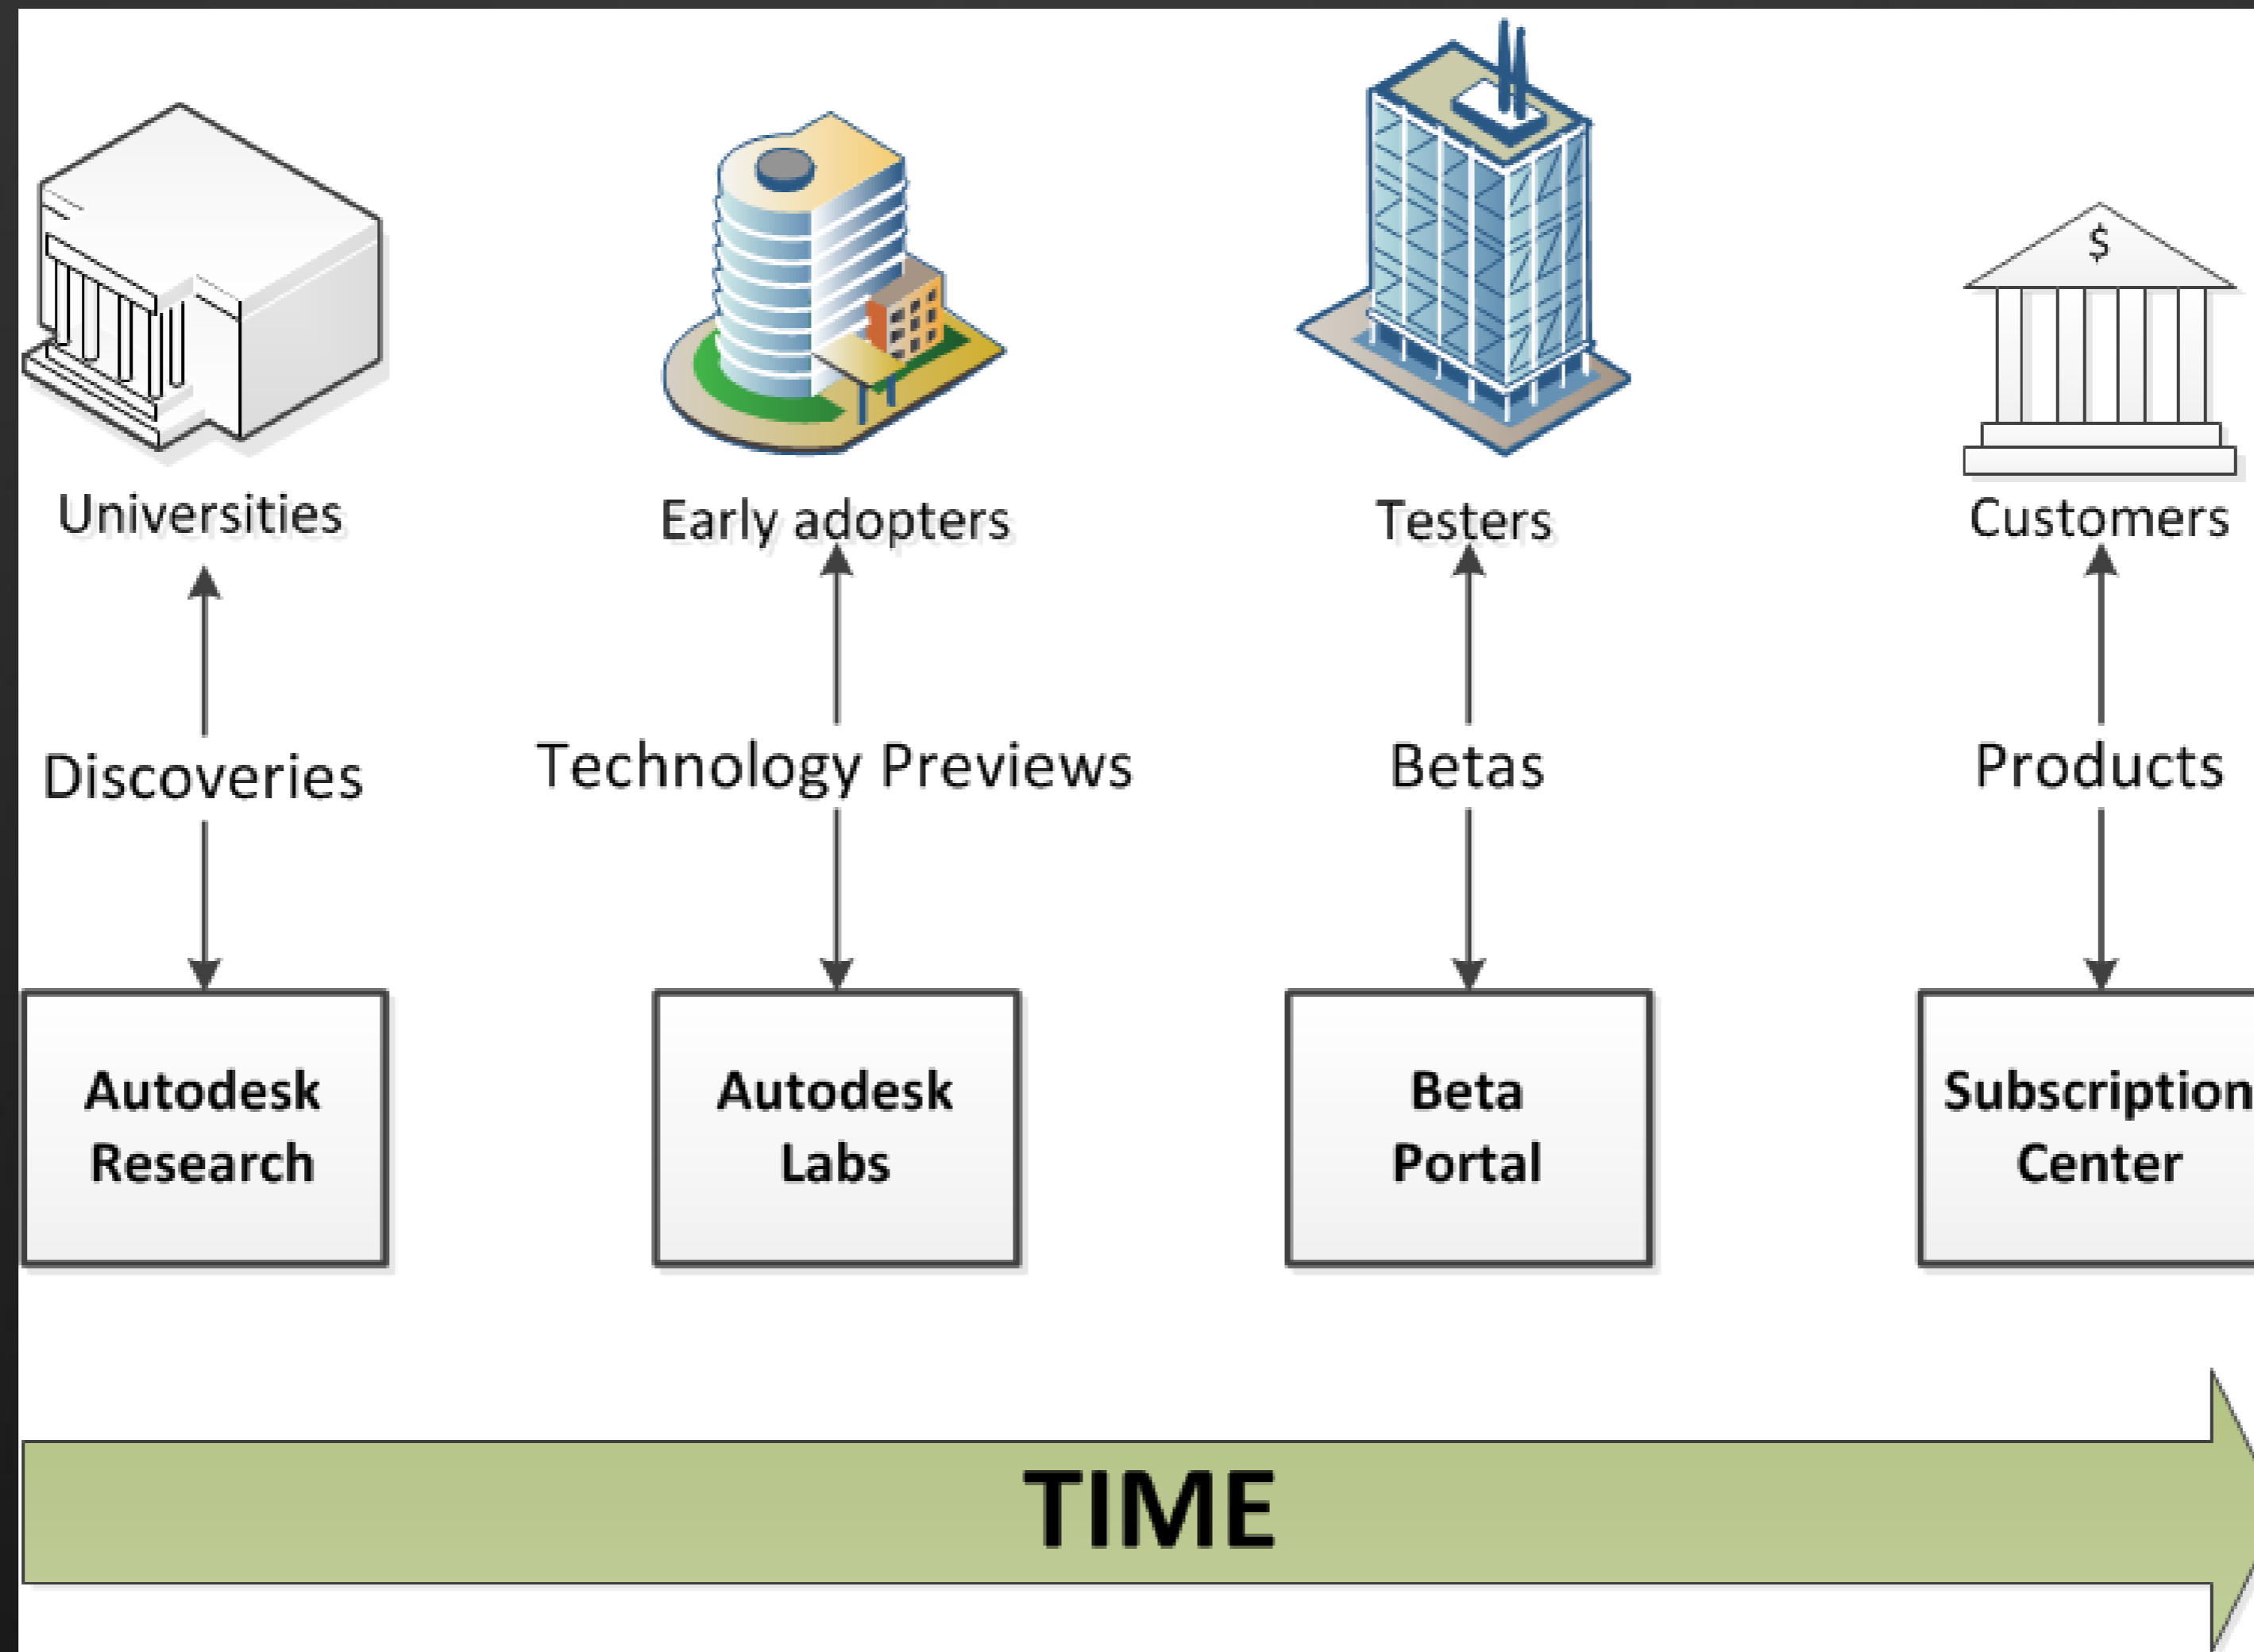 $
Universities
Early adopters
Testers
Customers
Discoveries
Technology Previews
Betas
Products
Autodesk
Research
Autodesk
Labs
Beta
Portal
Subscription
Center
TIME